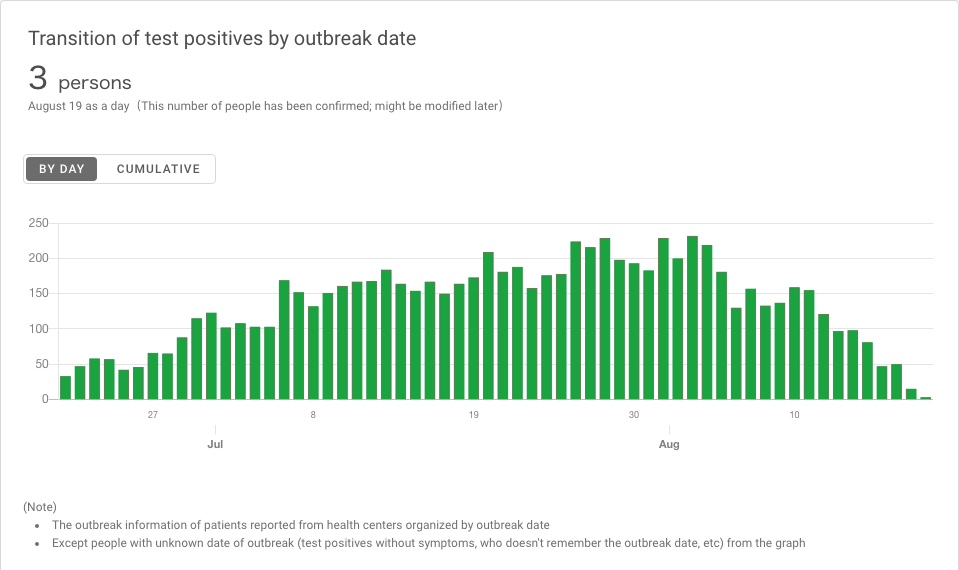 Transition of test positives by outbreak date
3 persons
August 19 as a day（This number of people has been confirmed; might be modified later）
BY DAY CUMULATIVE
250
200
150
100
50
0
27 8 19 30 10
Jul Aug
(Note)
• The outbreak information of patients reported from health centers organized by outbreak date
• Except people with unknown date of outbreak (test positives without symptoms, who doesn't remember the outbreak date, etc) from the graph